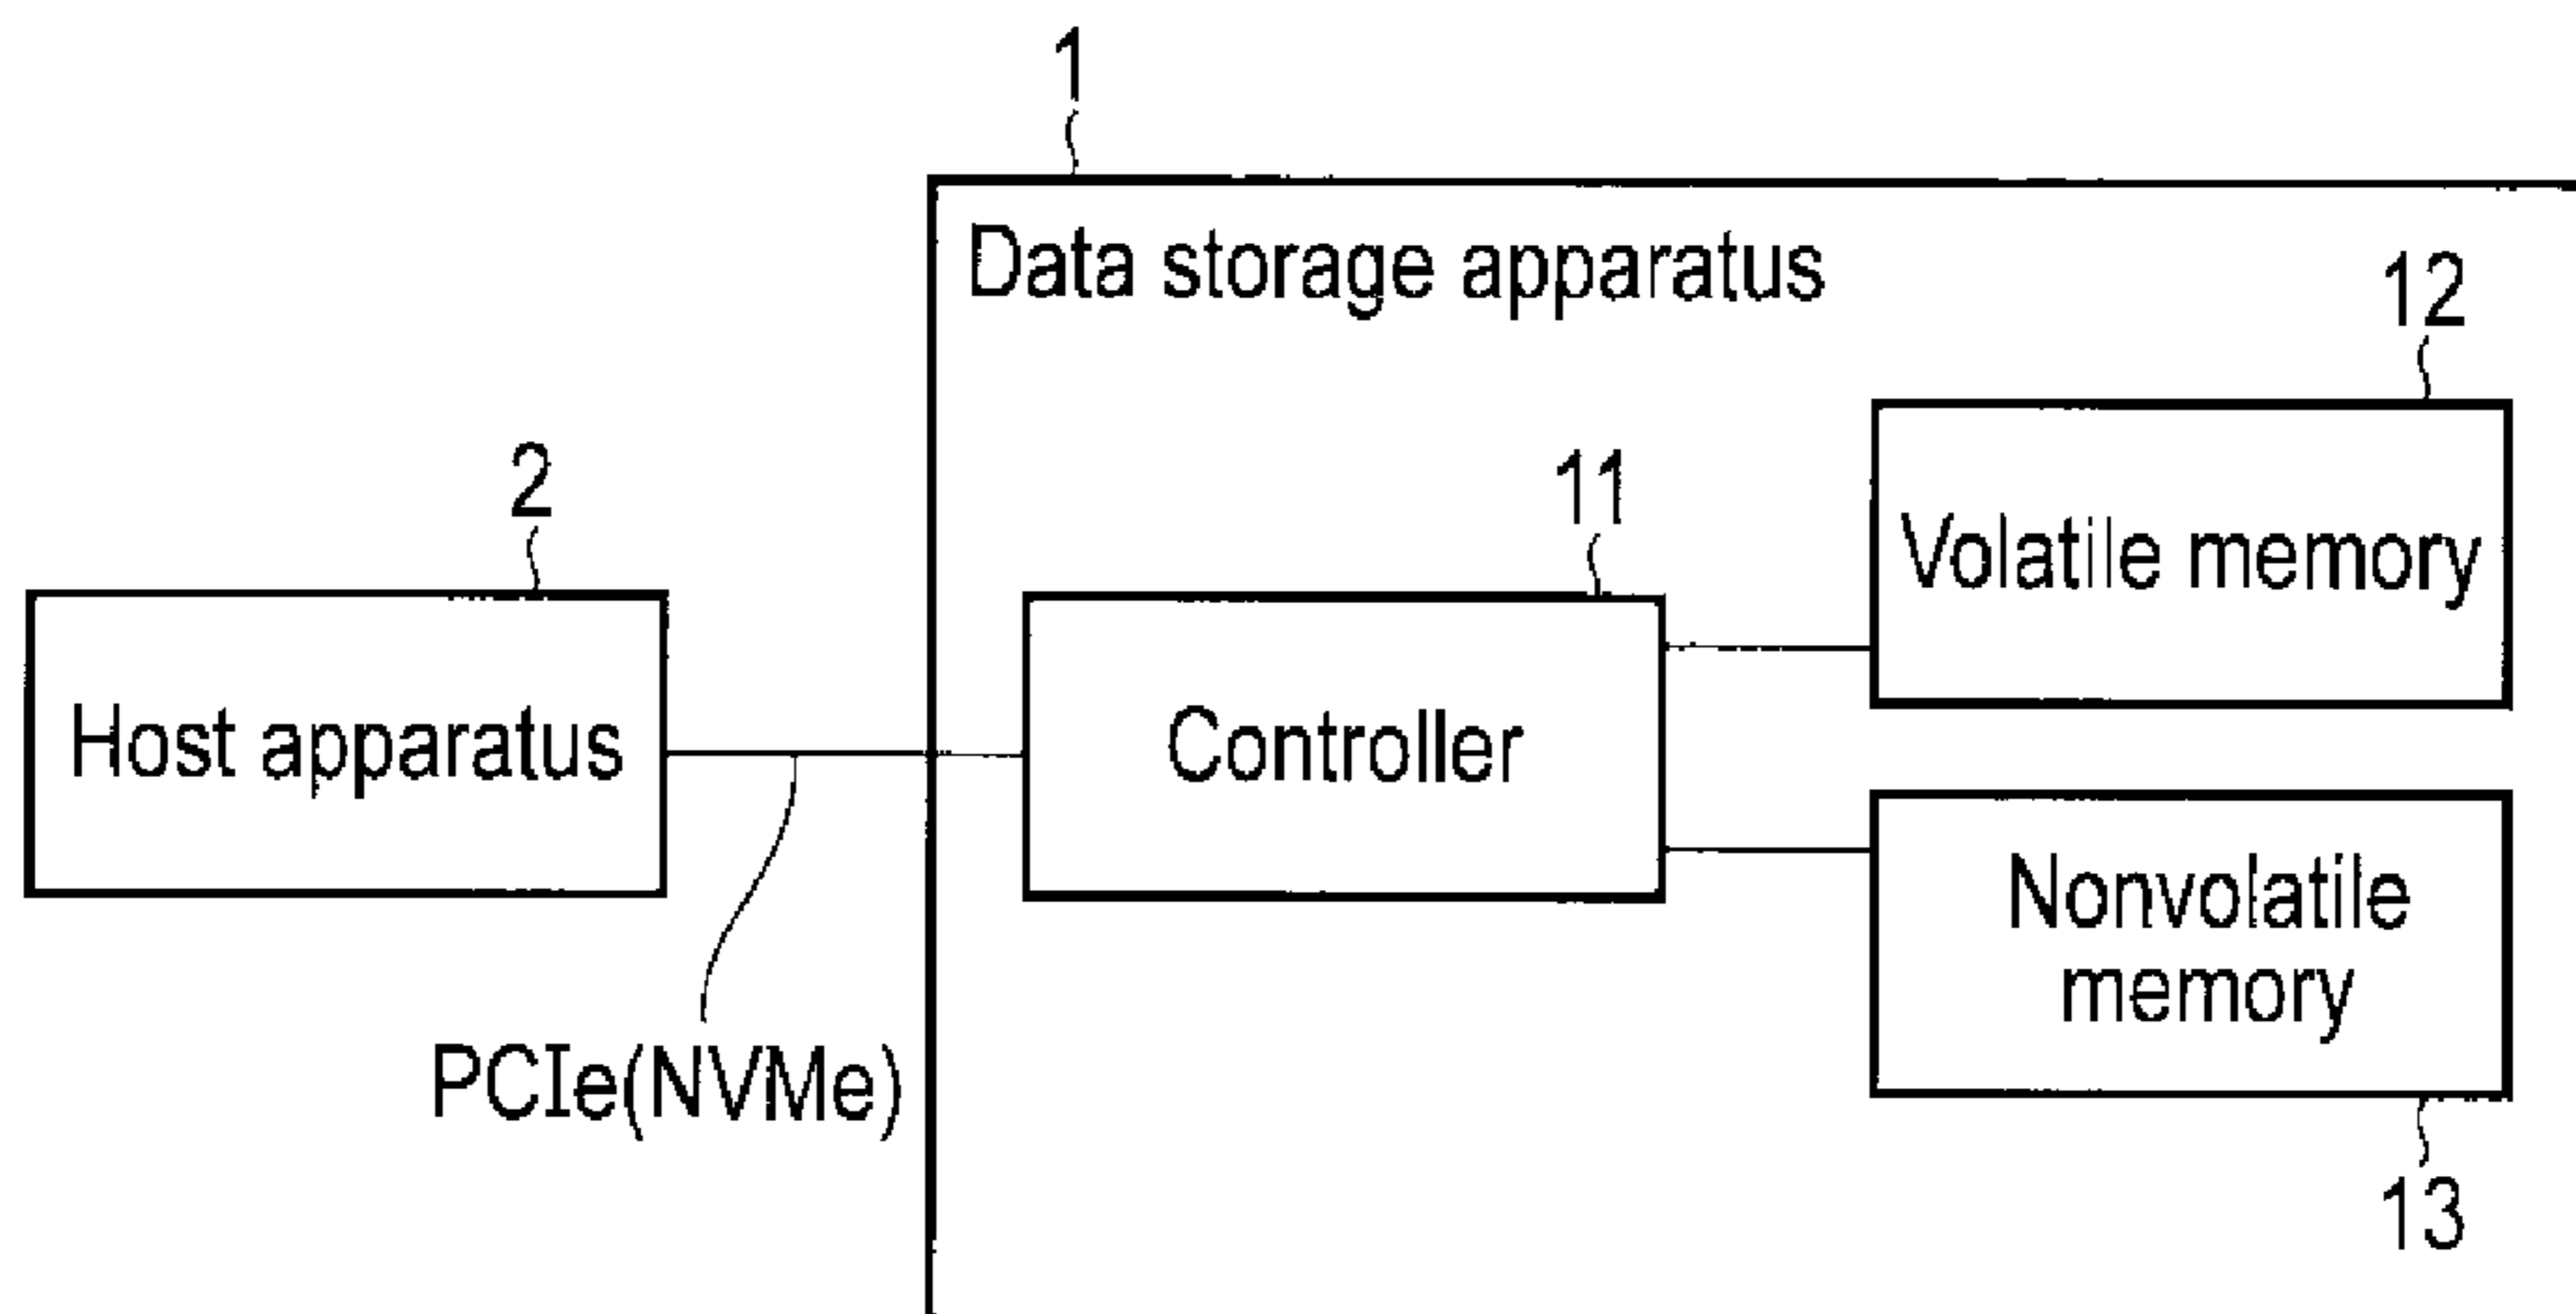 1
Data storage apparatus
12
2
11
Volatile memory
Host apparatus
Controller
Nonvolatile
memory
PCIe(NVMe)
13